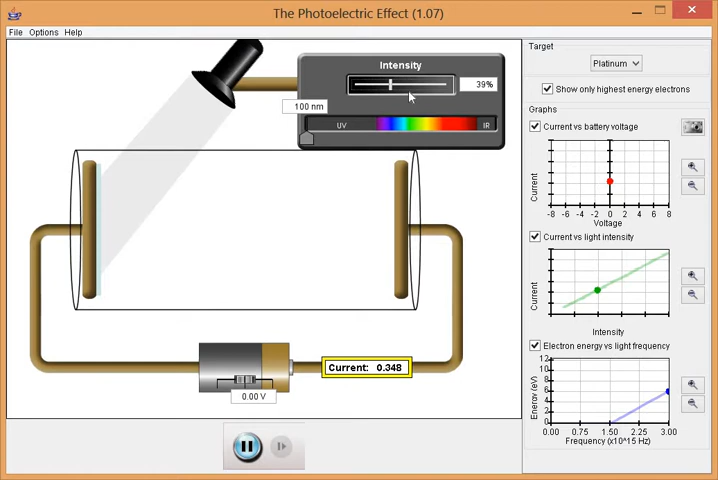 The Photoelectric Effect (1.07)
File Options Help
Intensity
39%
100 nm
UV
IR
Current: 0.348
0.00 V
Target
Platinum
Show only highest energy electrons
Graphs
Current vs battery voltage
Current
-8 -6 -4 -2 0 2 4 6 8
Voltage
Current vs light intensity
Current
Intensity
Electron energy vs light frequency
Energy (eV)
12
10
8
6
4
2
0
0.00 0.75 1.50 2.25 3.00
Frequency (x10^15 Hz)